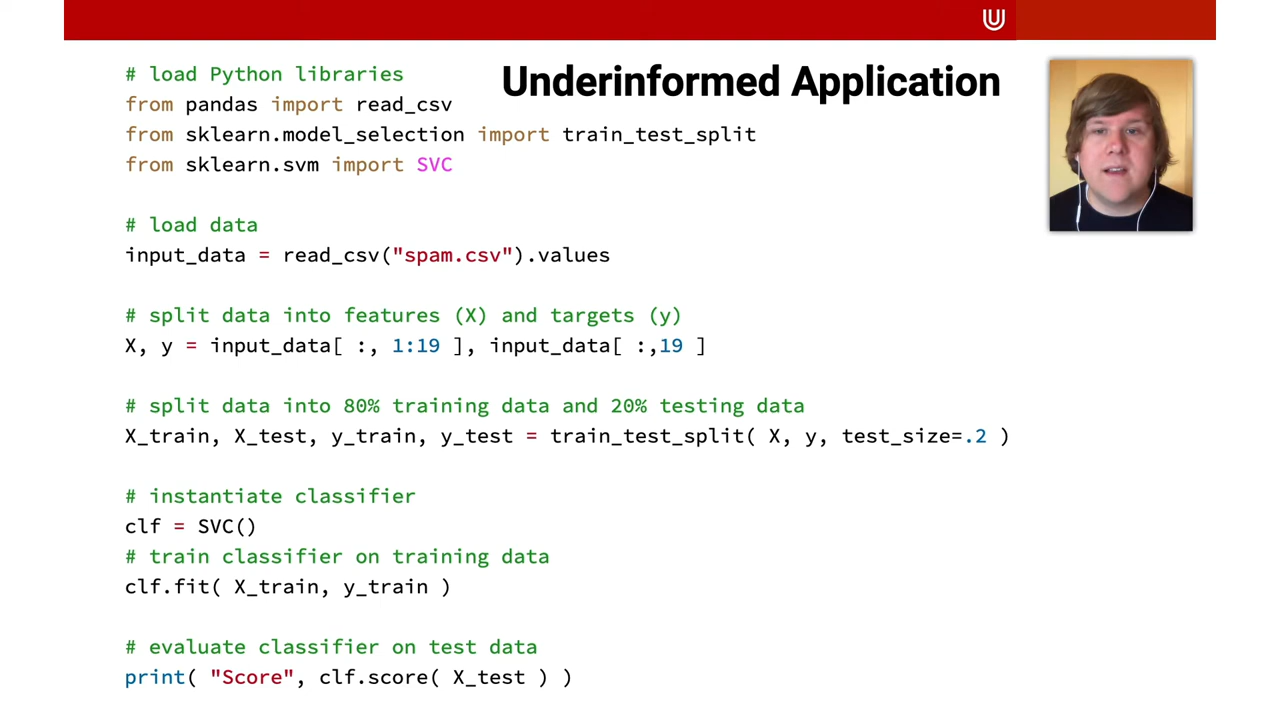 Underinformed Application
# load Python libraries
from pandas import read_csv
from sklearn.model_selection import train_test_split
from sklearn.svm import SVC
# load data
input_data = read_csv("spam.csv").values
# split data into features (X) and targets (y)
X, y = input_data[ :, 1:19 ], input_data[ :,19 ]
# split data into 80% training data and 20% testing data
X_train, X_test, y_train, y_test = train_test_split( X, y, test_size=.2 )
# instantiate classifier
clf = SVC()
# train classifier on training data
clf.fit( X_train, y_train )
# evaluate classifier on test data
print( "Score", clf.score( X_test ) )